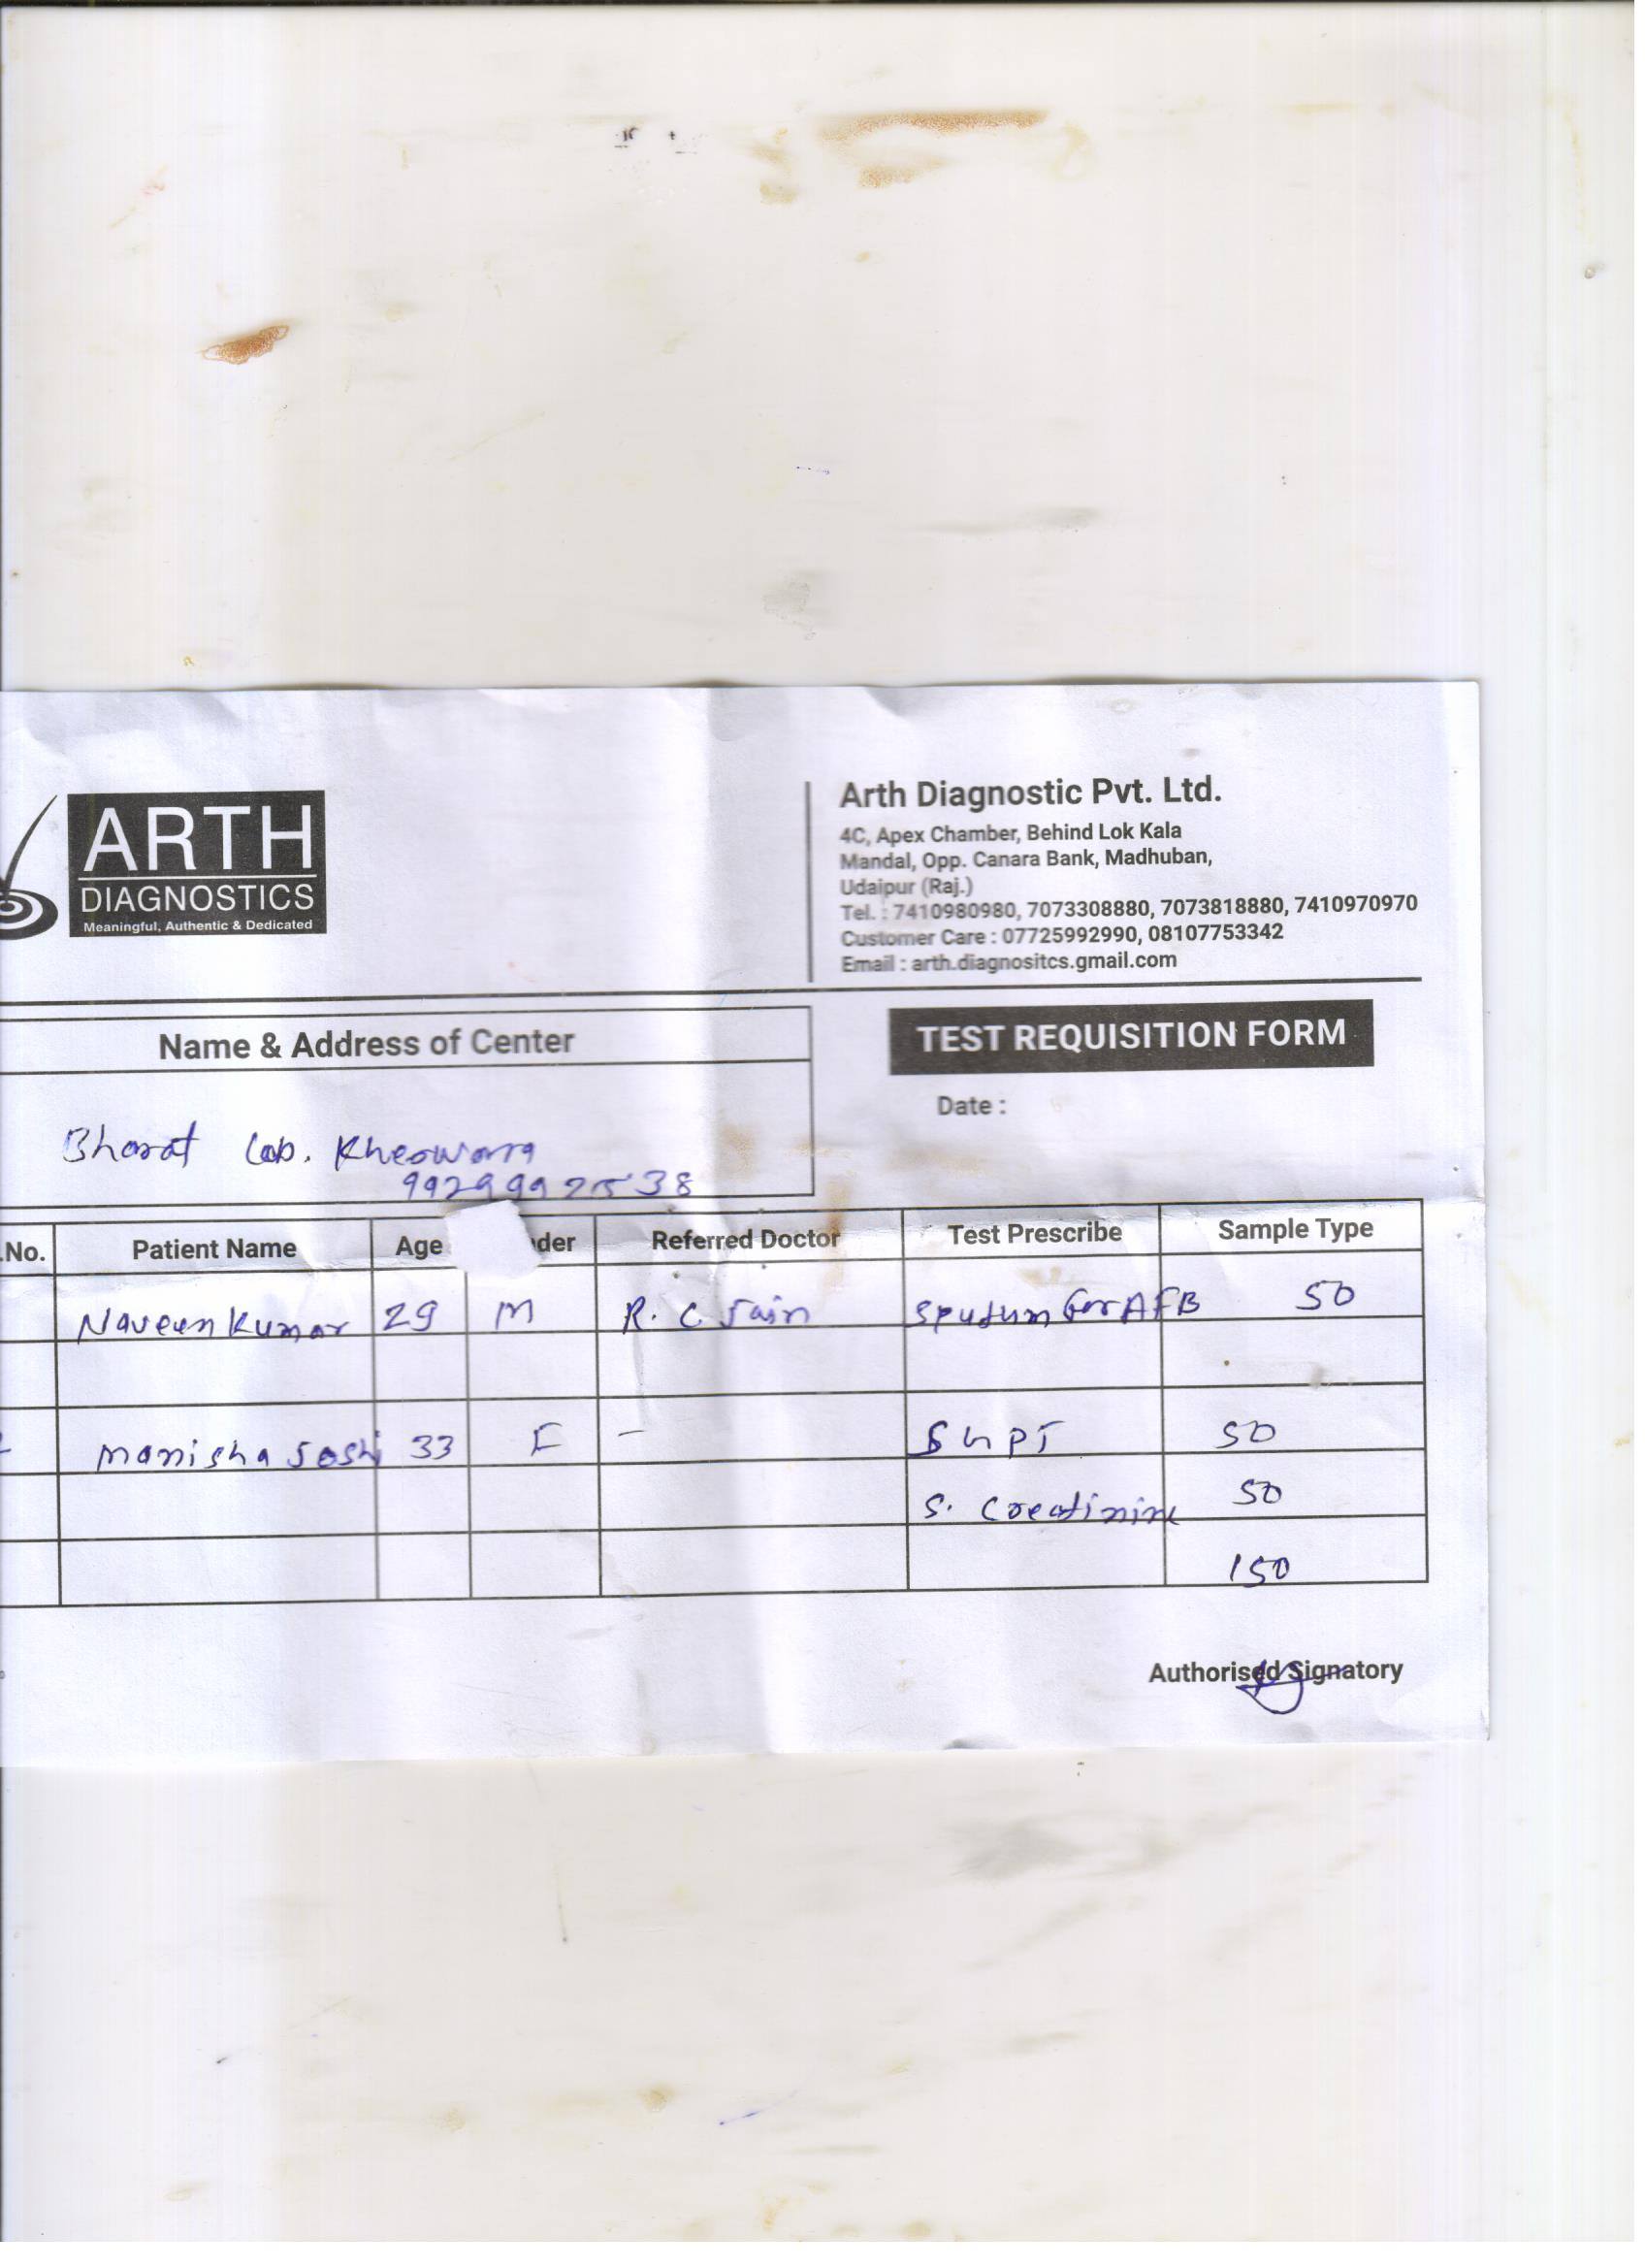 ARTH
DIAGNOSTICS
Meaningful, Authentic & Dedicated
Arth Diagnostic Pvt. Ltd.
4C, Apex Chamber, Behind Lok Kala
Mandal, Opp. Canara Bank, Madhuban,
Udaipur (Raj.)
Tel. : 7410980980, 7073308880, 7073818880, 7410970970
Customer Care : 07725992990, 08107753342
Email : arth.diagnositcs.gmail.com
Name & Address of Center
TEST REQUISITION FORM
Date :
Bharat Lab. Kherwara
9929992538
.No. Patient Name Age der Referred Doctor Test Prescribe Sample Type
Naveen Kumar 29 M R. C Jain Sputum for AFB 50
Manisha Joshi 33 F - SGPT 50
S. Creatinine 50
150
Authorised Signatory